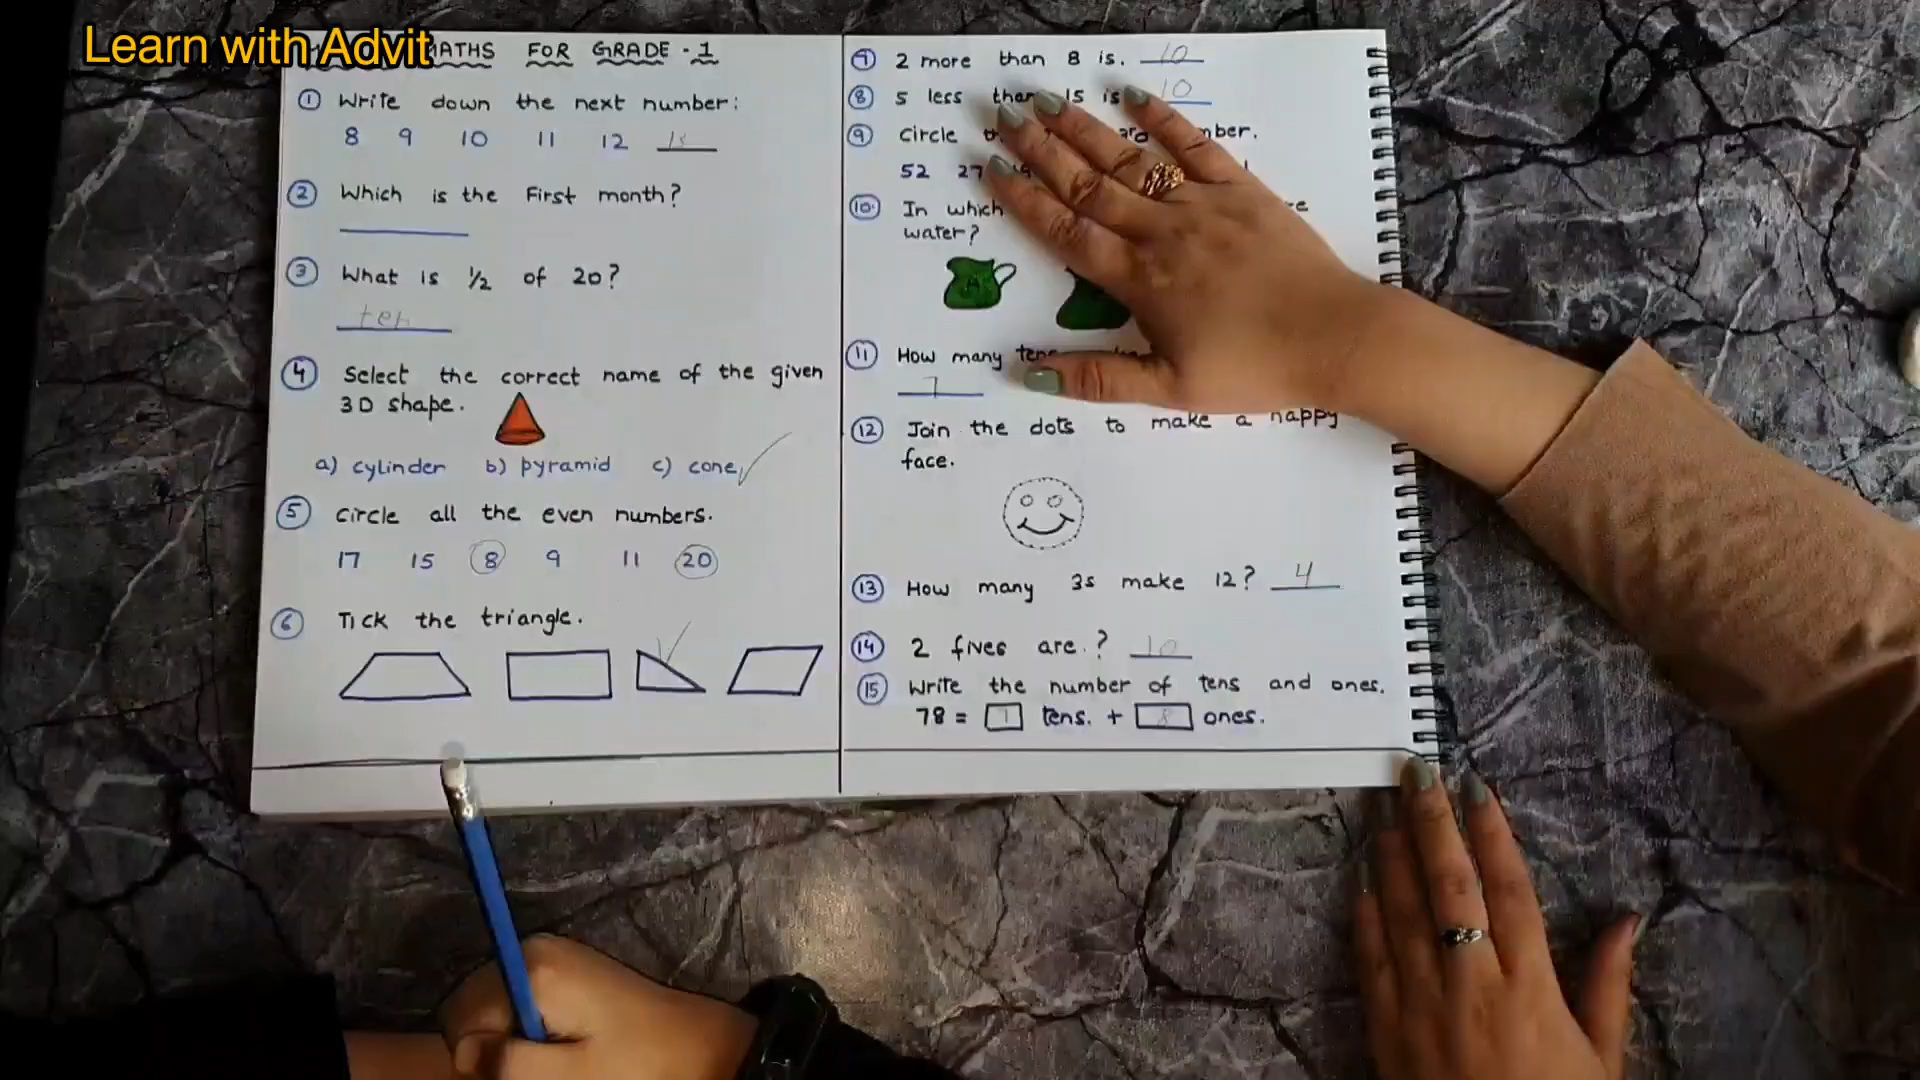 Learn with Advit
MATHS FOR GRADE - 1
1 Write down the next number:
8 9 10 11 12
2 Which is the First month?
3 What is 1/2 of 20?
ten
4 Select the correct name of the given
3D shape.
a) cylinder b) pyramid c) cone
5 circle all the even numbers.
17 15 8 9 11 20
6 Tick the triangle.
7 2 more than 8 is. 10
8 5 less than 15 is 10
9 circle
52 27
10. In which
water?
A
11 How many tens
7
12 Join the dots to make a happy
face.
13 How many 3s make 12? 4
14 2 fives are.? 10
15 Write the number of tens and ones.
78 = 7 tens. + 8 ones.